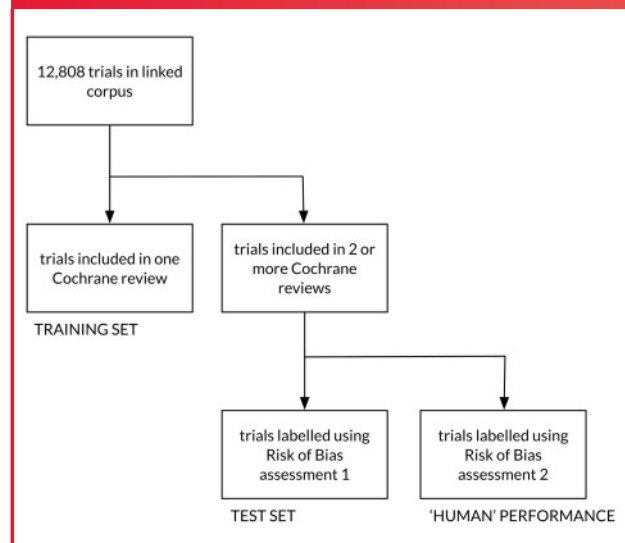 12,808 trials in linked
corpus
trials included in one
Cochrane review
TRAINING SET
trials included in 2 or
more Cochrane
reviews
trials labelled using
Risk of Bias
assessment 1
TEST SET
trials labelled using
Risk of Bias
assessment 2
'HUMAN' PERFORMANCE